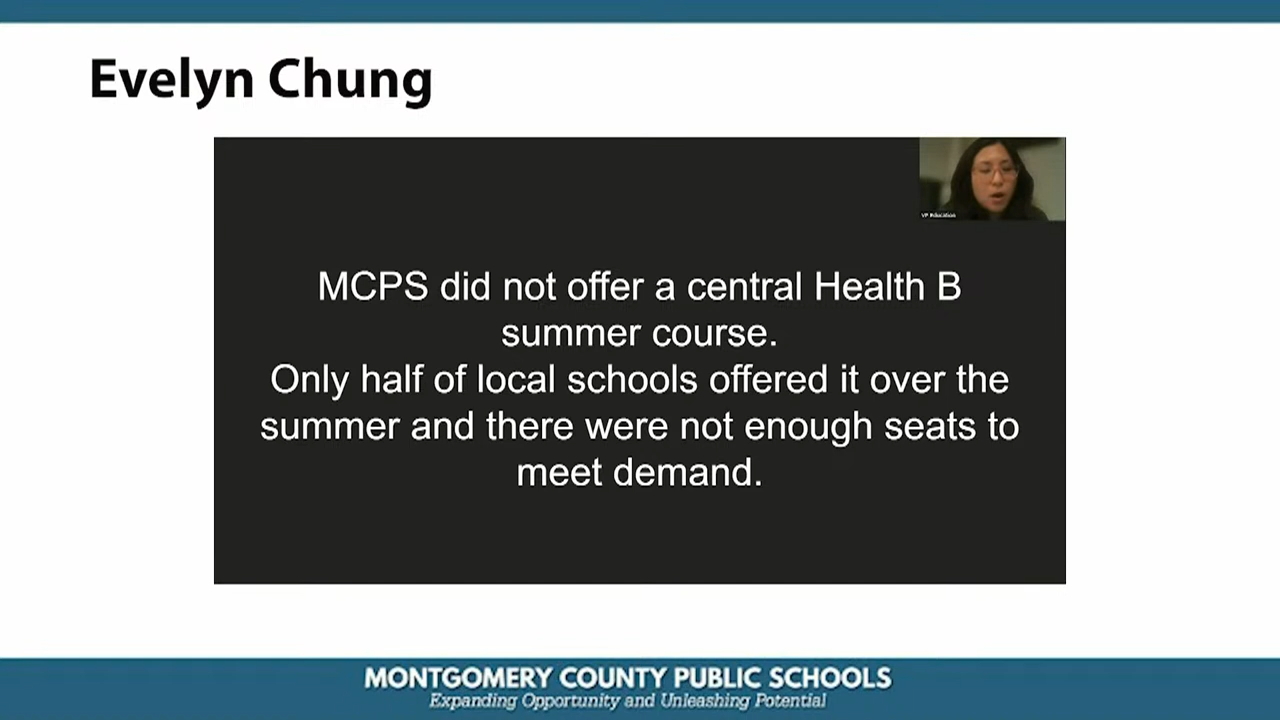 Evelyn Chung
VP Education
MCPS did not offer a central Health B
summer course.
Only half of local schools offered it over the
summer and there were not enough seats to
meet demand.
MONTGOMERY COUNTY PUBLIC SCHOOLS
Expanding Opportunity and Unleashing Potential